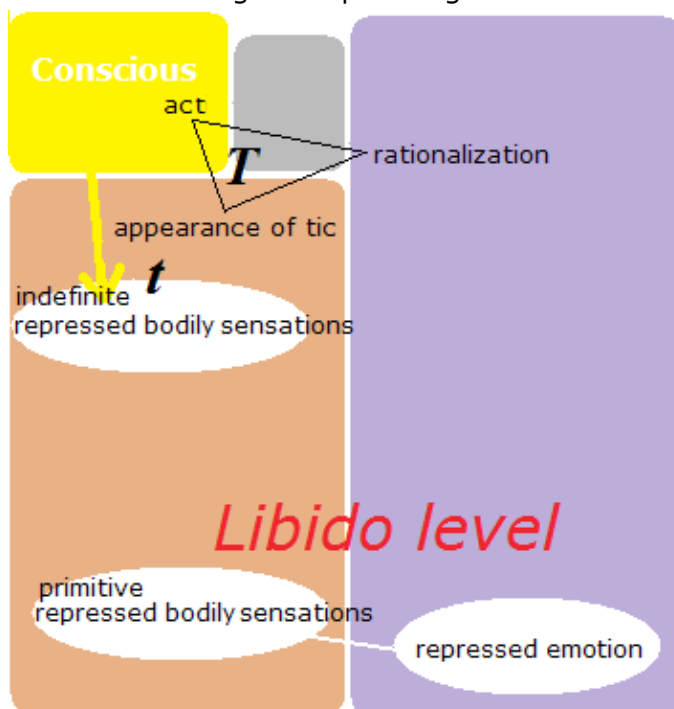 Conscious
act
T
rationalization
appearance of tic
t
indefinite
repressed bodily sensations
Libido level
primitive
repressed bodily sensations
repressed emotion